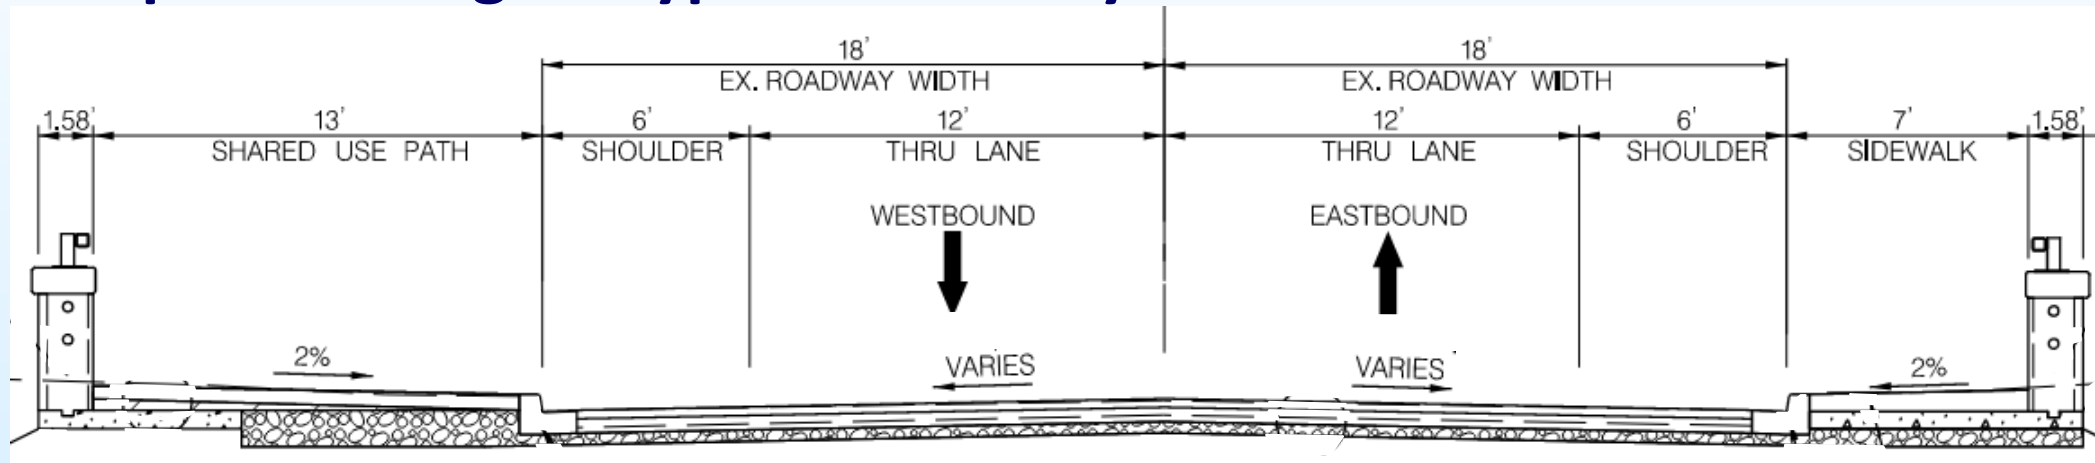 18' 18'
EX. ROADWAY WIDTH EX. ROADWAY WIDTH
1.58' 13' 6' 12' 12' 6' 7' 1.58'
SHARED USE PATH SHOULDER THRU LANE THRU LANE SHOULDER SIDEWALK
WESTBOUND EASTBOUND
2% VARIES VARIES 2%